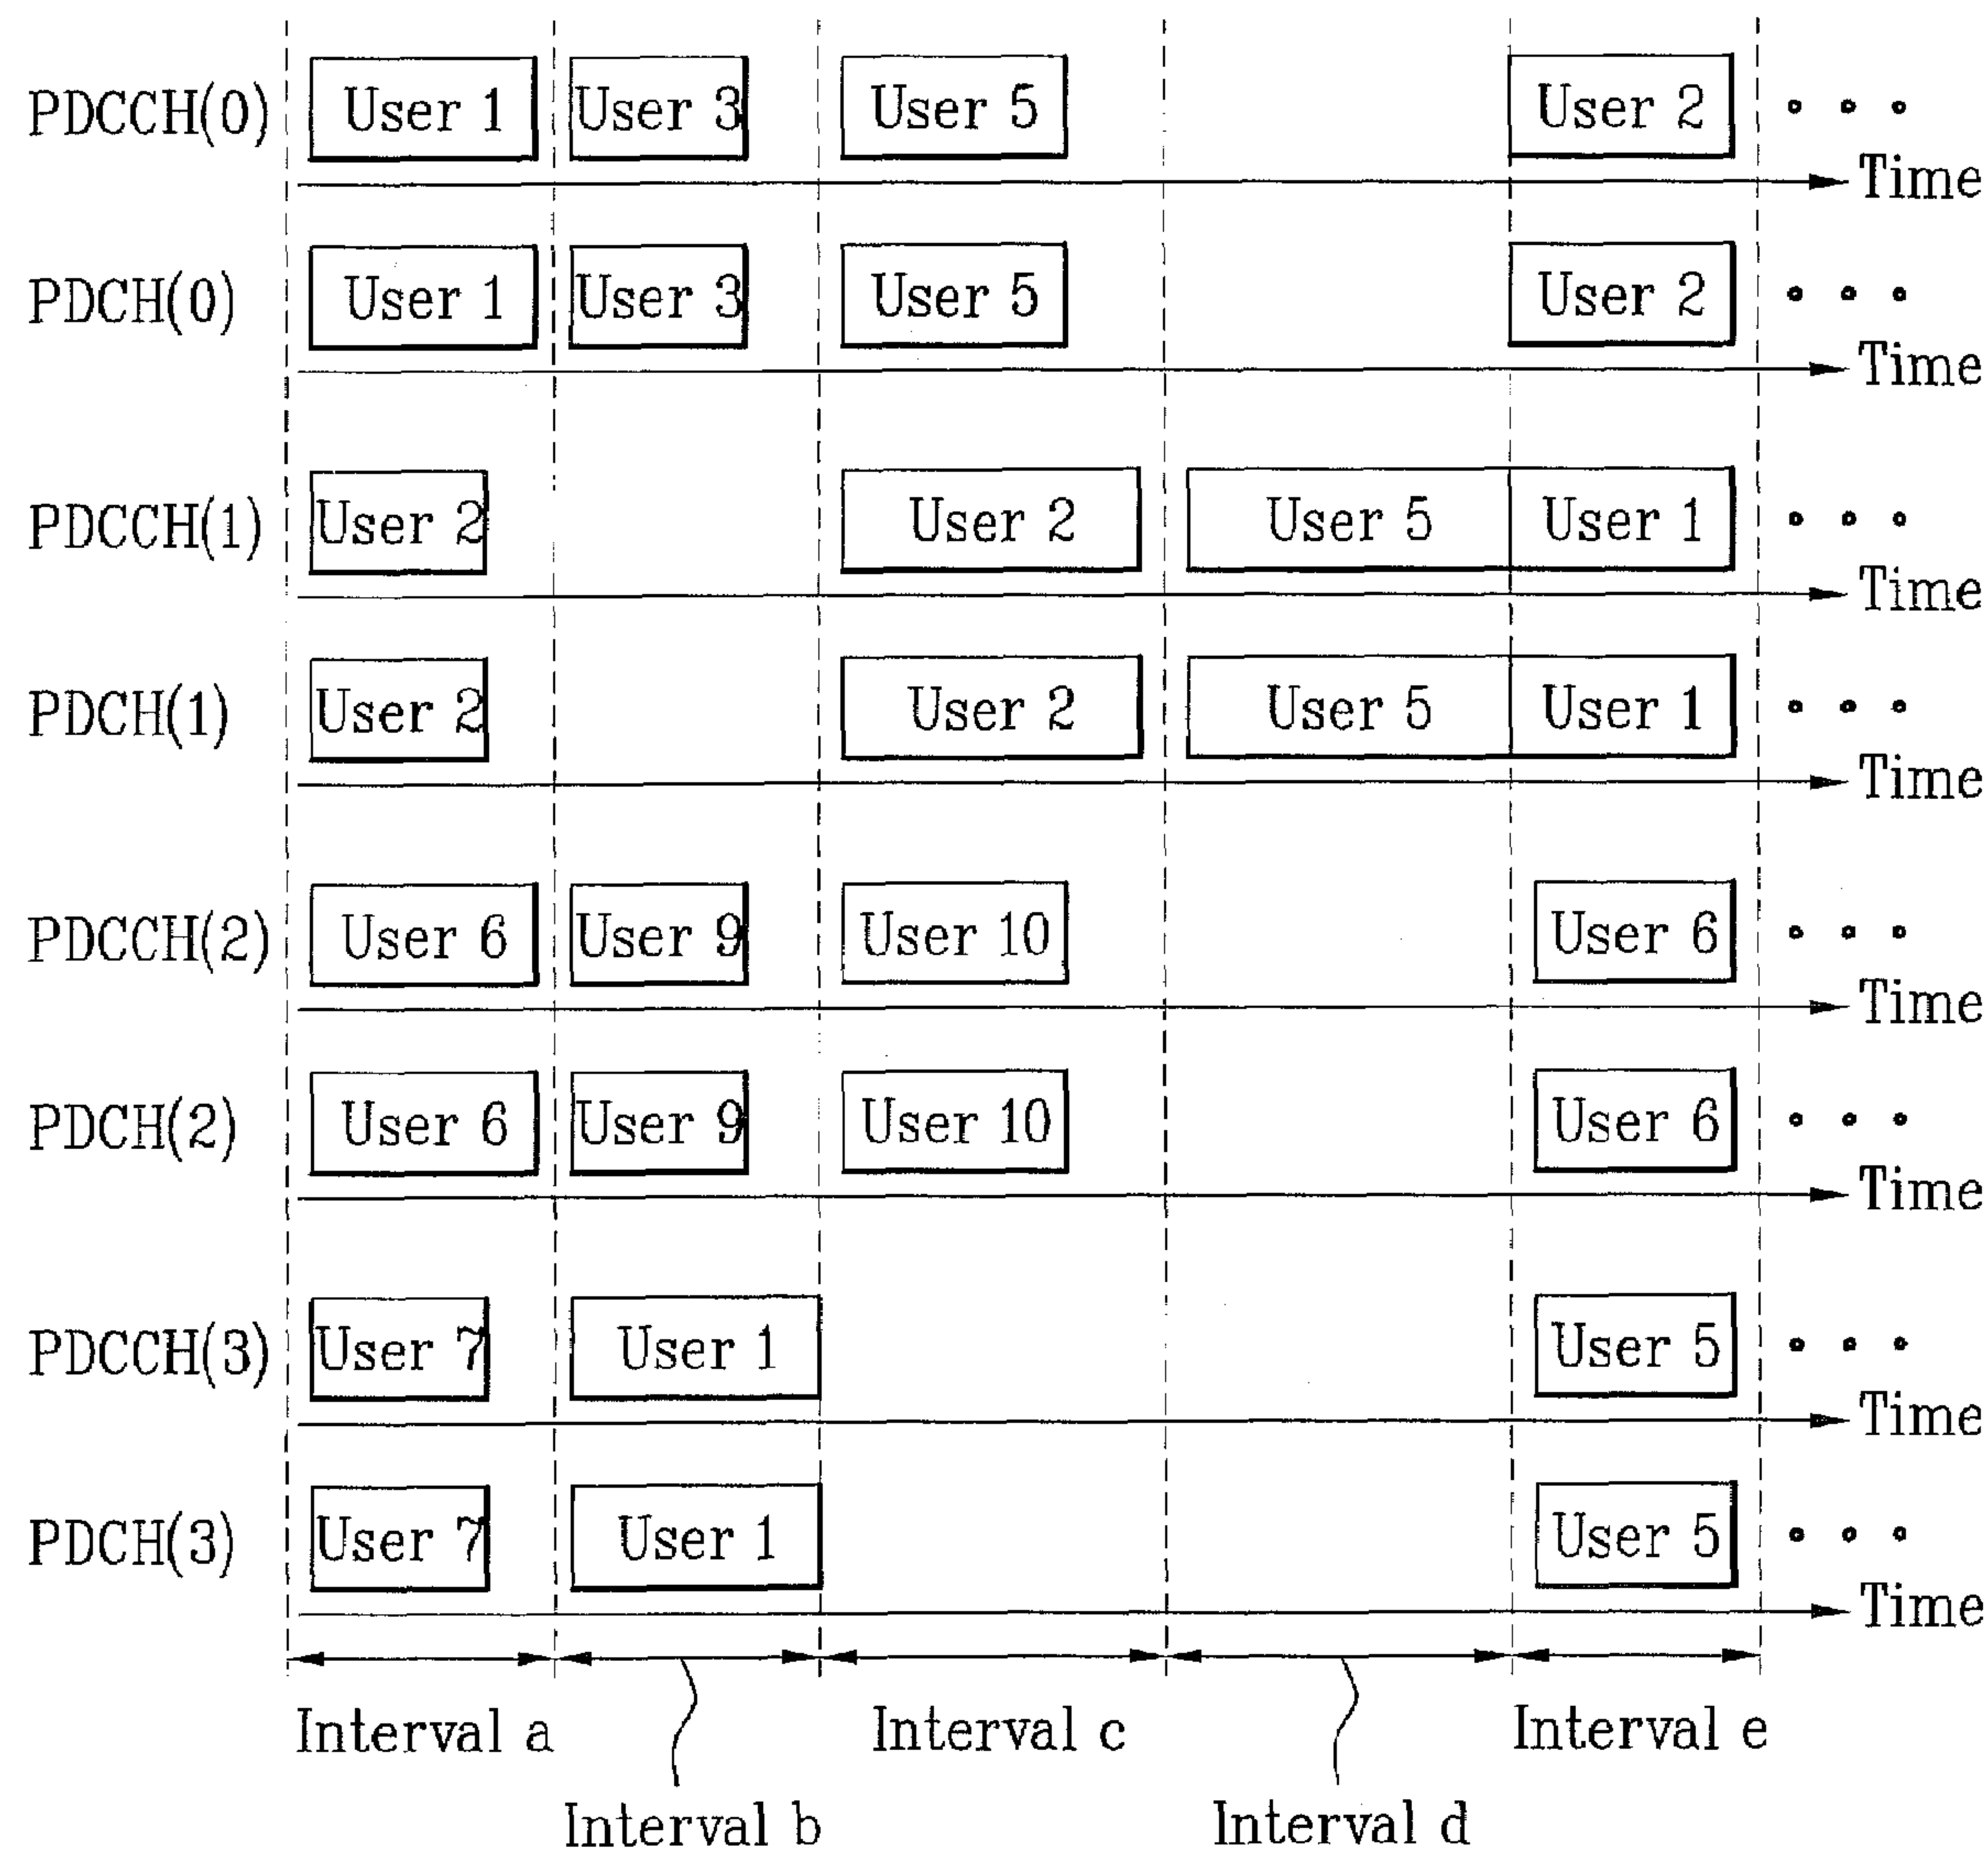 PDCCH(0) User 1 User 3 User 5 User 2
Time
PDCH(0) User 1 User 3 User 5 User 2
Time
PDCCH(1) User 2 User 2 User 5 User 1
Time
PDCH(1) User 2 User 2 User 5 User 1
Time
PDCCH(2) User 6 User 9 User 10 User 6
Time
PDCH(2) User 6 User 9 User 10 User 6
Time
PDCCH(3) User 7 User 1 User 5
Time
PDCH(3) User 7 User 1 User 5
Time
Interval a Interval c Interval e
Interval b Interval d